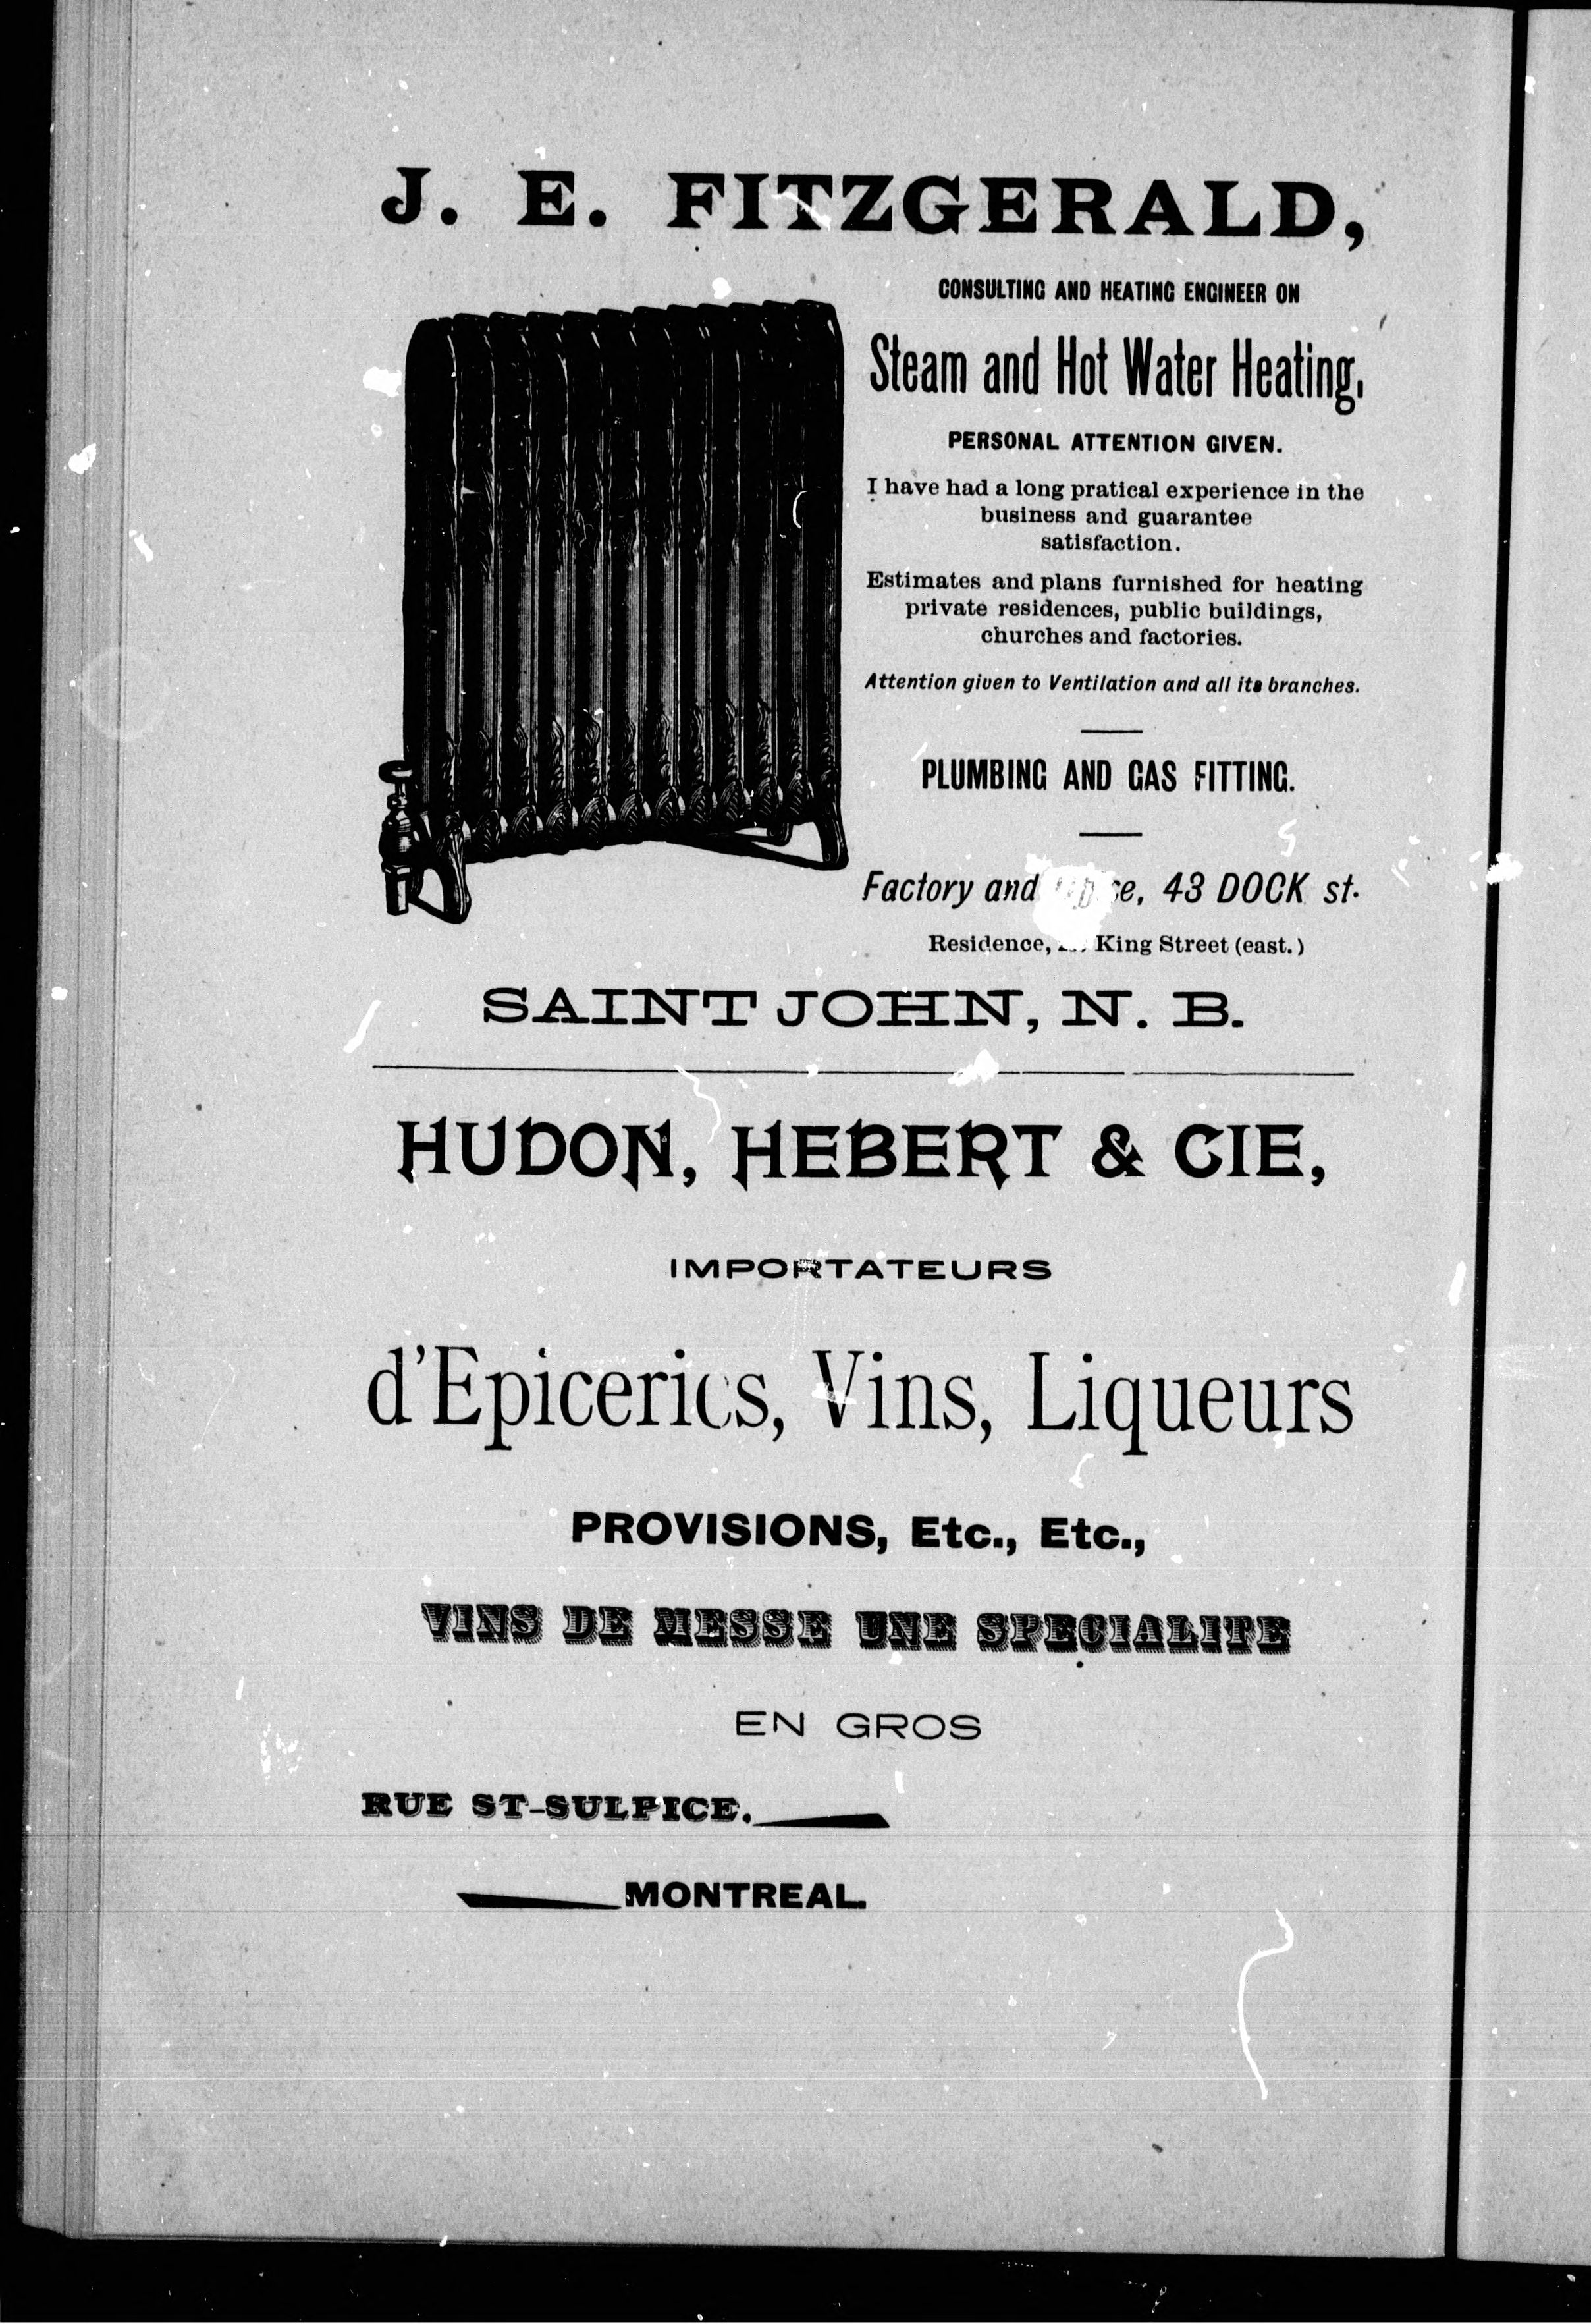 J. E. FITZGERALD,
CONSULTING AND HEATING ENGINEER ON
Steam and Hot Water Heating,
PERSONAL ATTENTION GIVEN.
I have had a long pratical experience in the
business and guarantee
satisfaction.
Estimates and plans furnished for heating
private residences, public buildings,
churches and factories.
Attention given to Ventilation and all its branches.
PLUMBING AND GAS FITTING.
Factory and 43 DOCK st.
Residence, King Street (east.)
SAINT JOHN, N. B.
HUDON, HEBERT & CIE,
IMPORTATEURS
d'Epiceries, Vins, Liqueurs
PROVISIONS, Etc., Etc.,
VINS DE MESSE UNE SPECIALITE
EN GROS
RUE ST-SULPICE.
MONTREAL.